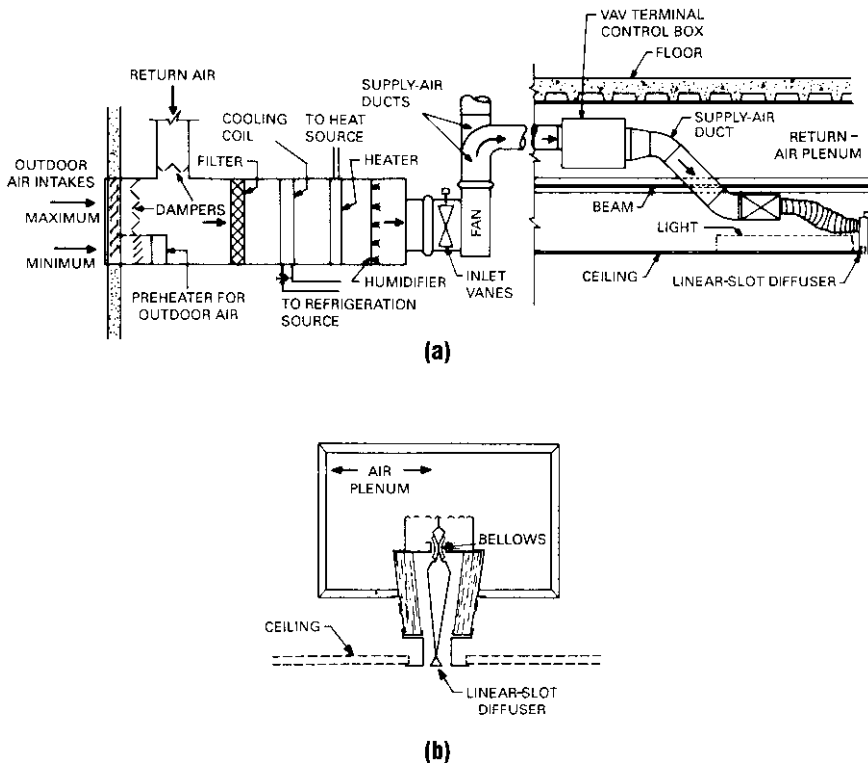 VAV TERMINAL
CONTROL BOX
FLOOR
RETURN AIR
SUPPLY-AIR
DUCTS
SUPPLY-AIR
DUCT
COOLING
COIL
TO HEAT
SOURCE
RETURN –
AIR PLENUM
OUTDOOR
AIR INTAKES
FILTER
HEATER
MAXIMUM
DAMPERS
FAN
BEAM
LIGHT
MINIMUM
INLET
VANES
CEILING
LINEAR-SLOT DIFFUSER
PREHEATER FOR
OUTDOOR AIR
HUMIDIFIER
TO REFRIGERATION
SOURCE
(a)
AIR
PLENUM
BELLOWS
CEILING
LINEAR-SLOT
DIFFUSER
(b)